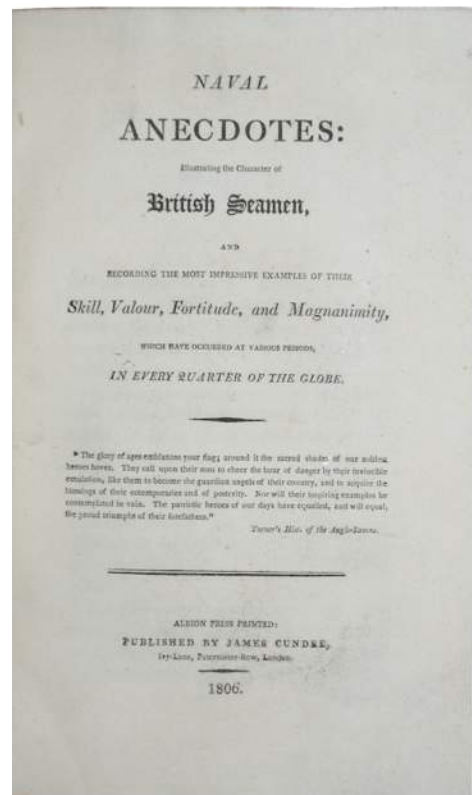 NAVAL
ANECDOTES:
Illustrating the Character of
British Seamen,
AND
RECORDING THE MOST IMPRESSIVE EXAMPLES OF THEIR
Skill, Valour, Fortitude, and Magnanimity,
WHICH HAVE OCCURRED AT VARIOUS PERIODS,
IN EVERY QUARTER OF THE GLOBE.
"The glory of ages emblazons your flag; around it the sacred shades of our noblest
heroes hover. They call upon their sons to cheer the hour of danger by their invincible
emulation, like them to become the guardian angels of their country, and to acquire the
blessings of their cotemporaries and of posterity. Nor will their inspiring examples be
contemplated in vain. The patriotic heroes of our days have equalled, and will equal,
the proud triumphs of their forefathers."
Turner's Hist. of the Anglo-Saxons.
ALBION PRESS PRINTED:
PUBLISHED BY JAMES CUNDEE,
Ivy-Lane, Paternoster-Row, London.
1806.